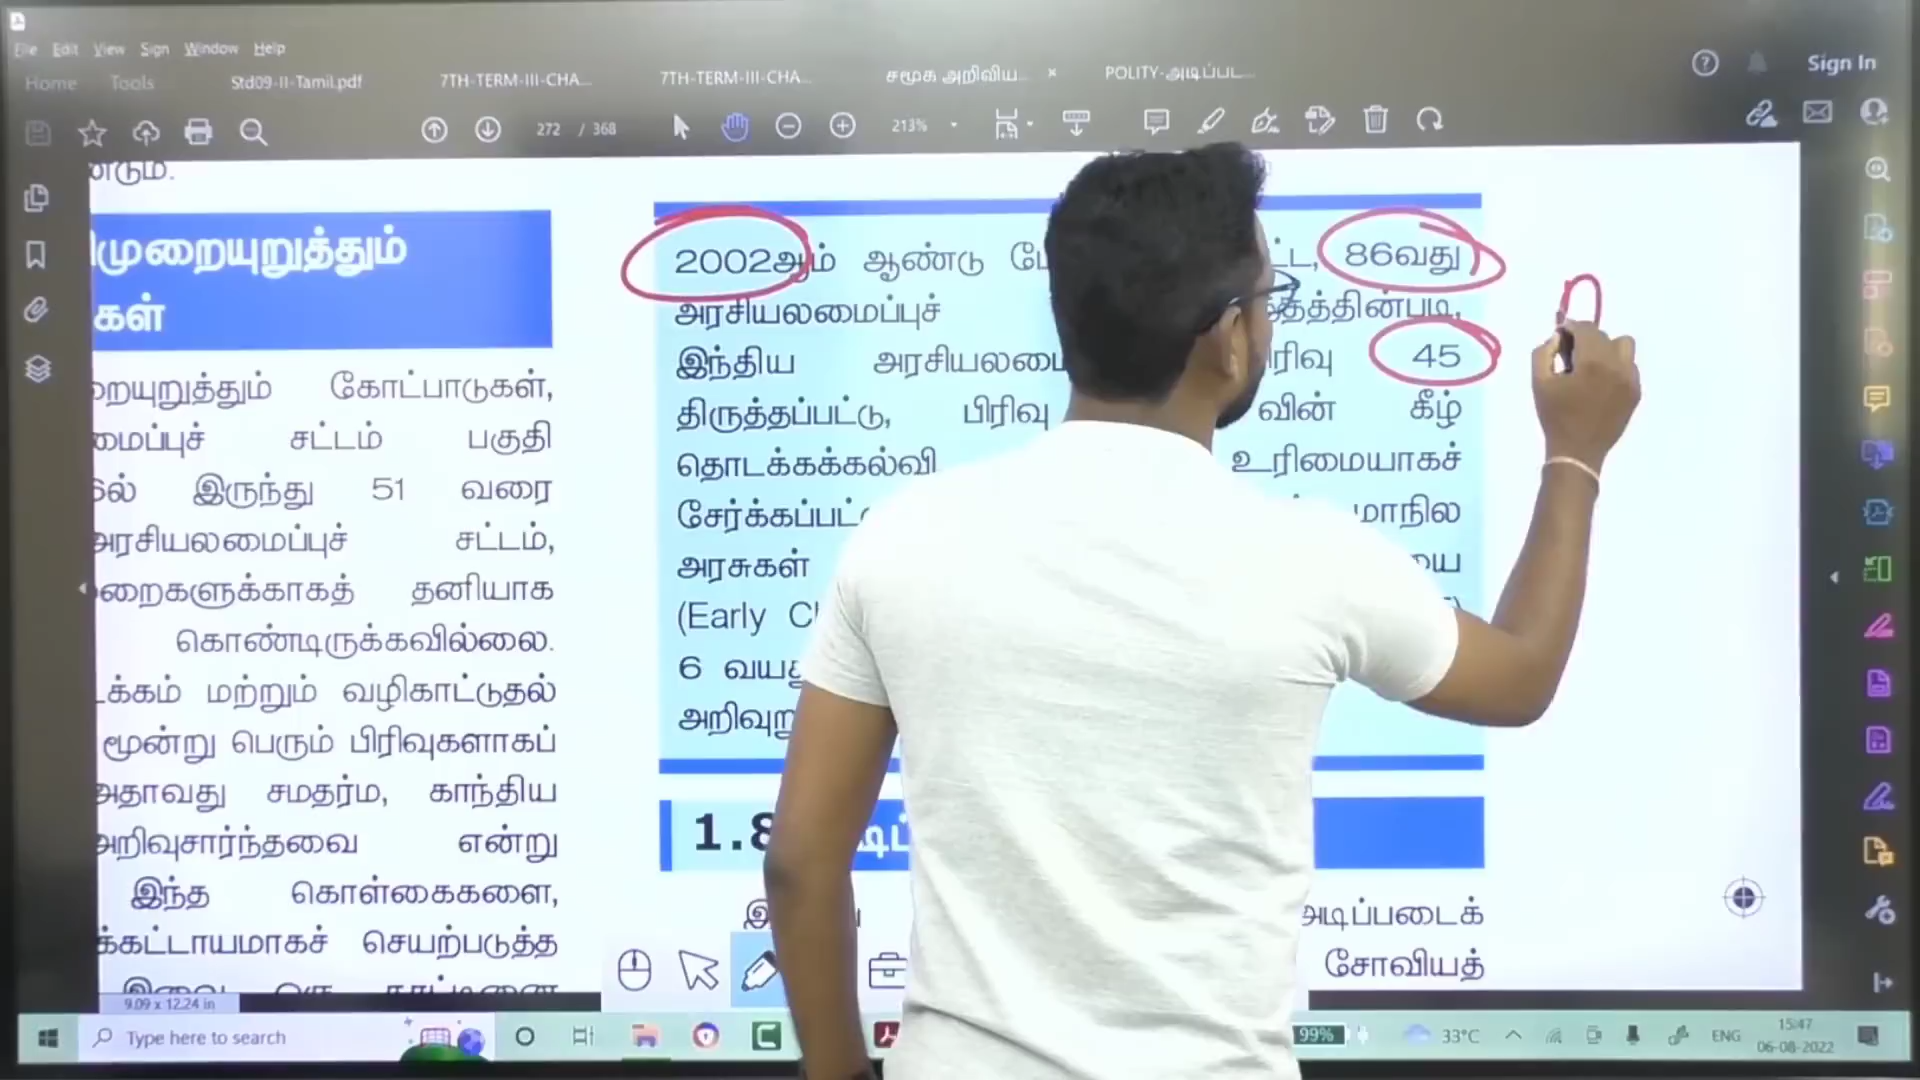 File Edit View Sign Window Help
Home Tools Std09-II-Tamil.pdf 7TH-TERM-III-CHA... 7TH-TERM-III-CHA... சமூக அறிவிய... × POLITY-அடிப்பட... Sign In
272 / 368 213%
முறையுறுத்தும்
கள்
றையுறுத்தும் கோட்பாடுகள்,
மைப்புச் சட்டம் பகுதி
ல் இருந்து 51 வரை
அரசியலமைப்புச் சட்டம்,
றைகளுக்காகத் தனியாக
கொண்டிருக்கவில்லை.
டக்கம் மற்றும் வழிகாட்டுதல்
மூன்று பெரும் பிரிவுகளாகப்
அதாவது சமதர்ம, காந்திய
அறிவுசார்ந்தவை என்று
இந்த கொள்கைகளை,
க்கட்டாயமாகச் செயற்படுத்த
2002ஆம் ஆண்டு 86வது
அரசியலமைப்புச் த்தின்படி,
இந்திய 45
திருத்தப்பட்டு, பிரிவு வின் கீழ்
தொடக்கக்கல்வி உரிமையாகச்
மாநில
அரசுகள்
(Early
6
1.8
அடிப்படைக்
சோவியத்
9.09 x 12.24 in
Type here to search 99% 33°C ENG 15:47
06-08-2022